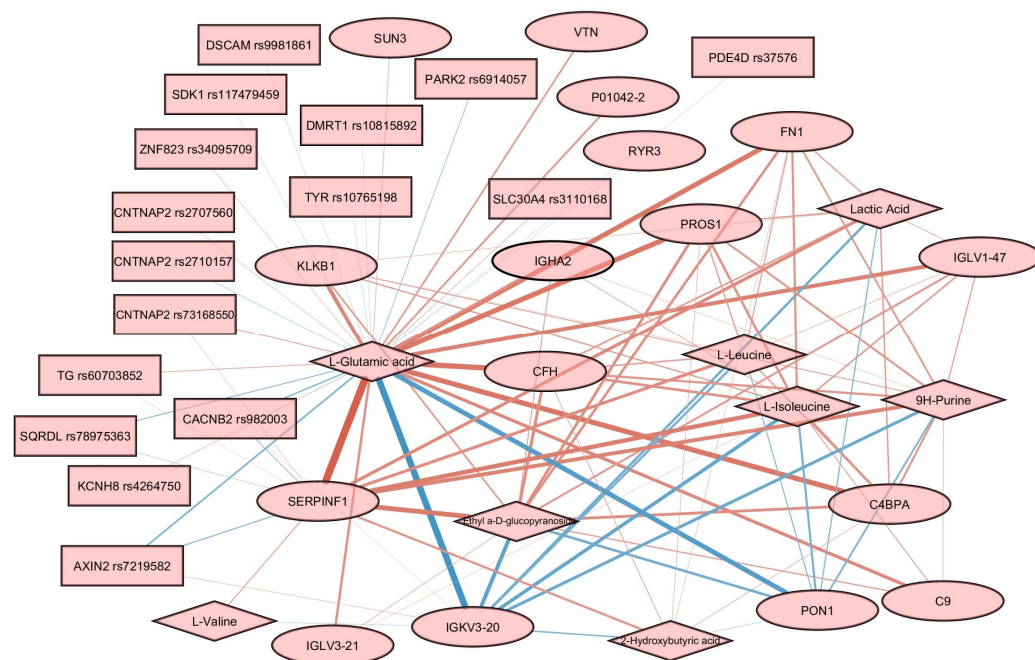 DSCAM rs9981861
SUN3
VTN
PDE4D rs37576
PARK2 rs6914057
SDK1 rs117479459
P01042-2
DMRT1 rs10815892
FN1
ZNF823 rs34095709
RYR3
TYR rs10765198
SLC30A4 rs3110168
CNTNAP2 rs2707560
Lactic Acid
PROS1
CNTNAP2 rs2710157
KLKB1
IGHA2
IGLV1-47
CNTNAP2 rs73168550
L-Glutamic acid
L-Leucine
CFH
TG rs60703852
9H-Purine
L-Isoleucine
CACNB2 rs982003
SQRDL rs78975363
KCNH8 rs4264750
SERPINF1
C4BPA
Ethyl a-D-glucopyranoside
AXIN2 rs7219582
C9
PON1
L-Valine
IGKV3-20
2-Hydroxybutyric acid
IGLV3-21